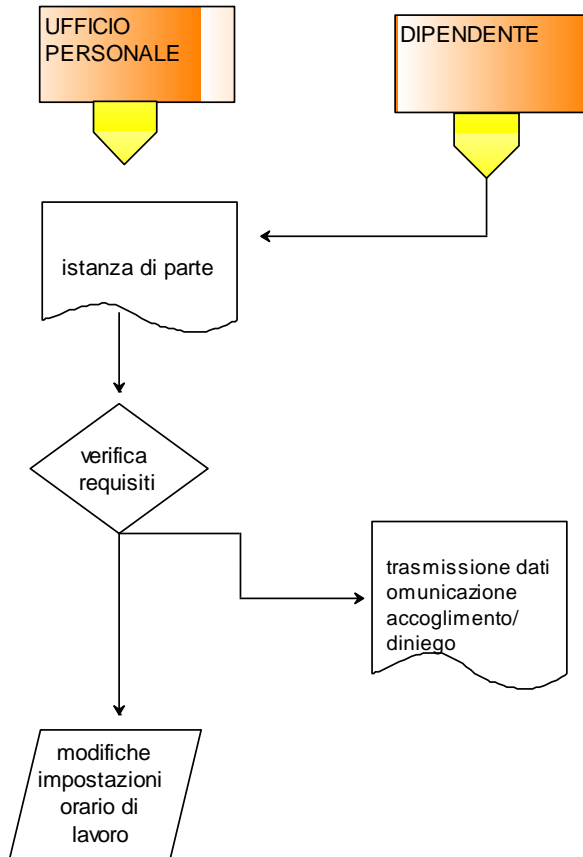 UFFICIO
PERSONALE
DIPENDENTE
istanza di parte
verifica
requisiti
trasmissione dati
omunicazione
accoglimento/
diniego
modifiche
impostazioni
orario di
lavoro